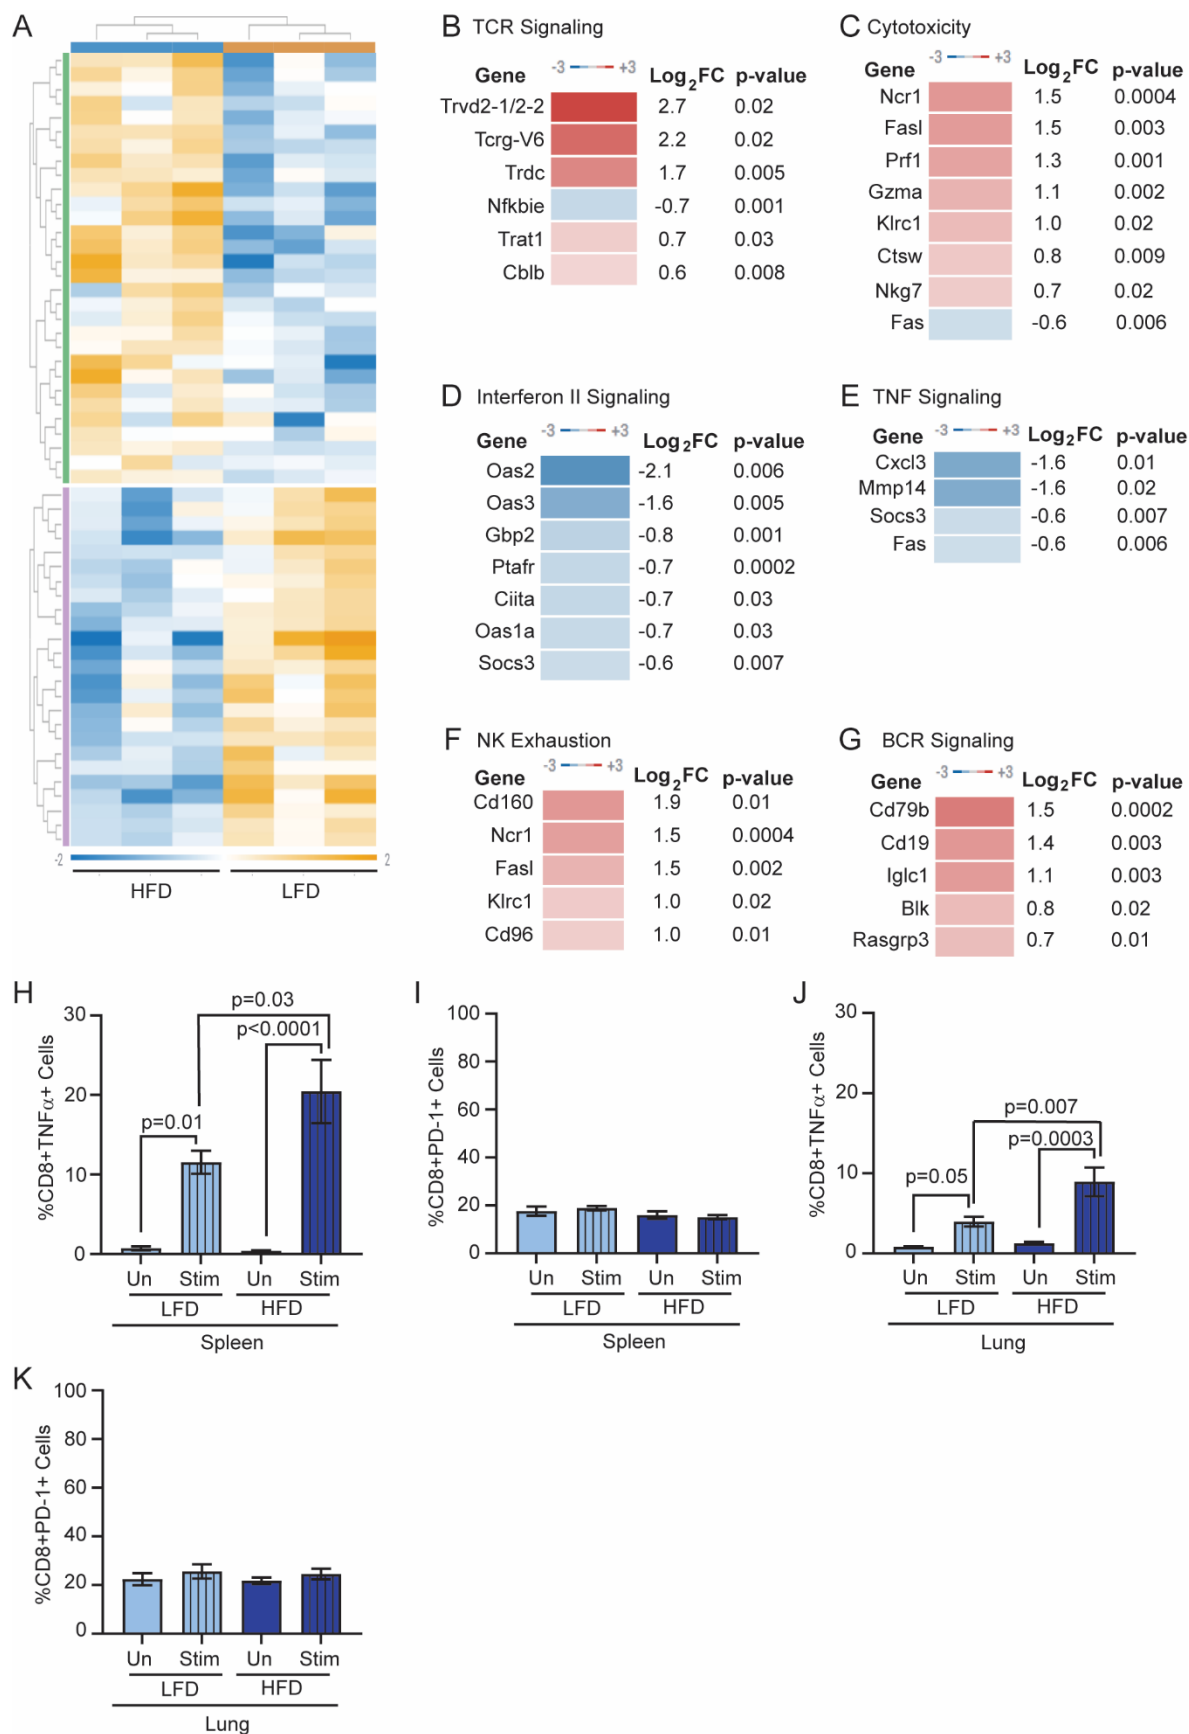 A
-2 2
HFD LFD
B TCR Signaling
Gene -3 +3 Log2FC p-value
Trvd2-1/2-2 2.7 0.02
Tcrg-V6 2.2 0.02
Trdc 1.7 0.005
Nfkbie -0.7 0.001
Trat1 0.7 0.03
Cblb 0.6 0.008
C Cytotoxicity
Gene -3 +3 Log2FC p-value
Ncr1 1.5 0.0004
Fasl 1.5 0.003
Prf1 1.3 0.001
Gzma 1.1 0.002
Klrc1 1.0 0.02
Ctsw 0.8 0.009
Nkg7 0.7 0.02
Fas -0.6 0.006
D Interferon II Signaling
Gene -3 +3 Log2FC p-value
Oas2 -2.1 0.006
Oas3 -1.6 0.005
Gbp2 -0.8 0.001
Ptafr -0.7 0.0002
Ciita -0.7 0.03
Oas1a -0.7 0.03
Socs3 -0.6 0.007
E TNF Signaling
Gene -3 +3 Log2FC p-value
Cxcl3 -1.6 0.01
Mmp14 -1.6 0.02
Socs3 -0.6 0.007
Fas -0.6 0.006
F NK Exhaustion
Gene -3 +3 Log2FC p-value
Cd160 1.9 0.01
Ncr1 1.5 0.0004
Fasl 1.5 0.002
Klrc1 1.0 0.02
Cd96 1.0 0.01
G BCR Signaling
Gene -3 +3 Log2FC p-value
Cd79b 1.5 0.0002
Cd19 1.4 0.003
Iglc1 1.1 0.003
Blk 0.8 0.02
Rasgrp3 0.7 0.01
H
%CD8+TNFα+ Cells
30
20
10
0
p=0.03
p<0.0001
p=0.01
Un Stim Un Stim
LFD HFD
Spleen
I
%CD8+PD-1+ Cells
100
80
60
40
20
0
Un Stim Un Stim
LFD HFD
Spleen
J
%CD8+TNFα+ Cells
30
20
10
0
p=0.007
p=0.0003
p=0.05
Un Stim Un Stim
LFD HFD
Lung
K
%CD8+PD-1+ Cells
100
80
60
40
20
0
Un Stim Un Stim
LFD HFD
Lung